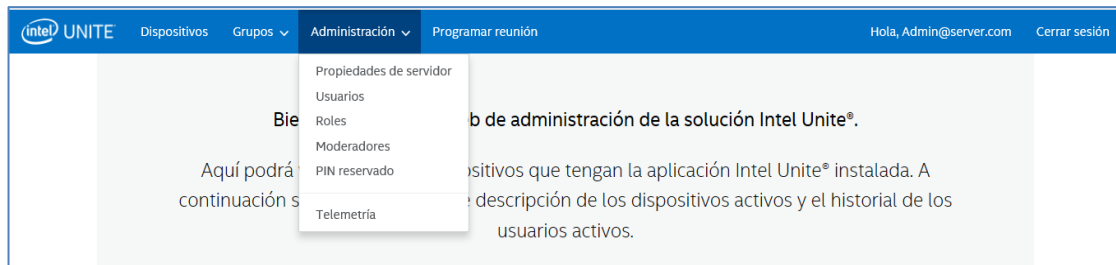 intel UNITE Dispositivos Grupos Administración Programar reunión Hola, Admin@server.com Cerrar sesión
Propiedades de servidor
Usuarios
Bie
Roles
b de administración de la solución Intel Unite®.
Moderadores
Aquí podrá
PIN reservado
ositivos que tengan la aplicación Intel Unite® instalada. A
continuación s
descripción de los dispositivos activos y el historial de los
Telemetría
usuarios activos.